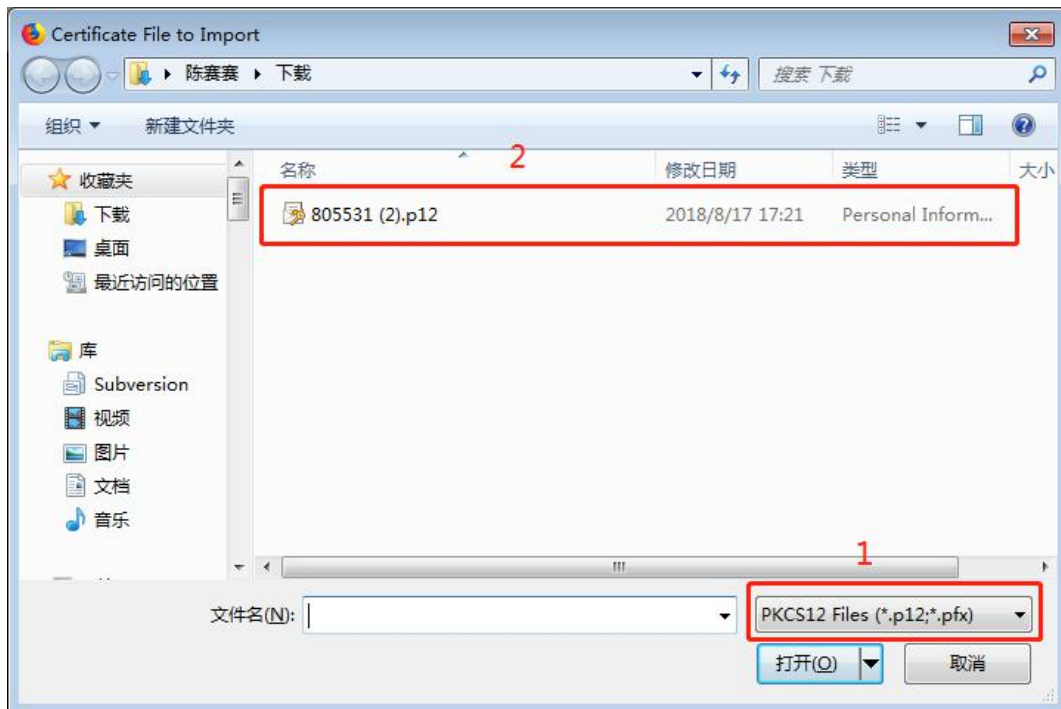 Certificate File to Import
陈赛赛 下载
搜索 下载
组织 新建文件夹
名称 2 修改日期 类型 大小
收藏夹
805531 (2).p12 2018/8/17 17:21 Personal Inform...
下载
桌面
最近访问的位置
库
Subversion
视频
图片
文档
音乐
1
文件名(N): PKCS12 Files (*.p12;*.pfx)
打开(O) 取消